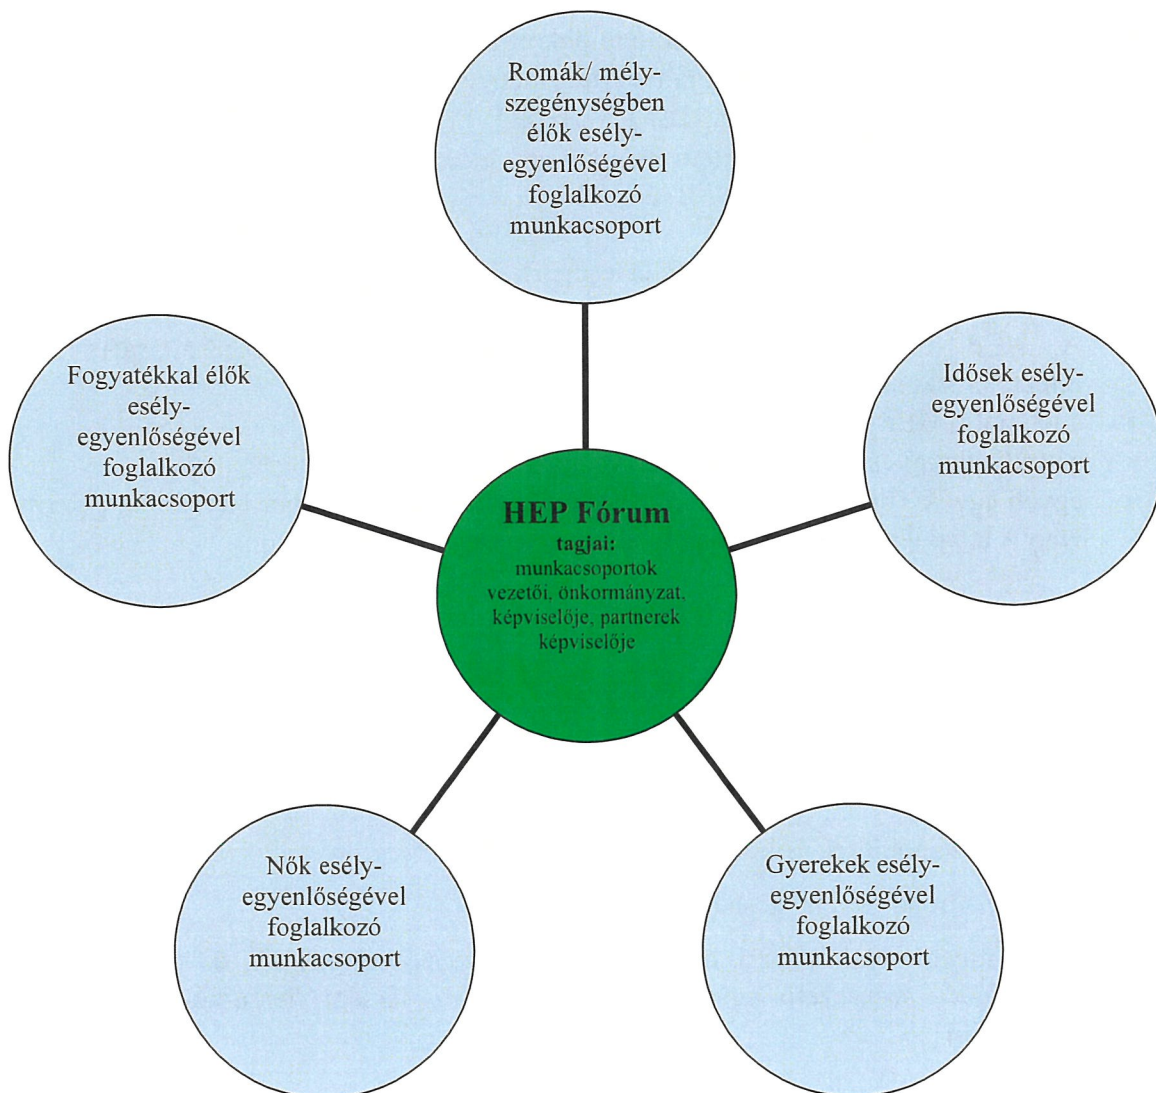 Romák/ mély-
szegénységben
élők esély-
egyenlőségével
foglalkozó
munkacsoport
Fogyatékkal élők
esély-
egyenlőségével
foglalkozó
munkacsoport
Idősek esély-
egyenlőségével
foglalkozó
munkacsoport
HEP Fórum
tagjai:
munkacsoportok
vezetői, önkormányzat,
képviselője, partnerek
képviselője
Nők esély-
egyenlőségével
foglalkozó
munkacsoport
Gyerekek esély-
egyenlőségével
foglalkozó
munkacsoport